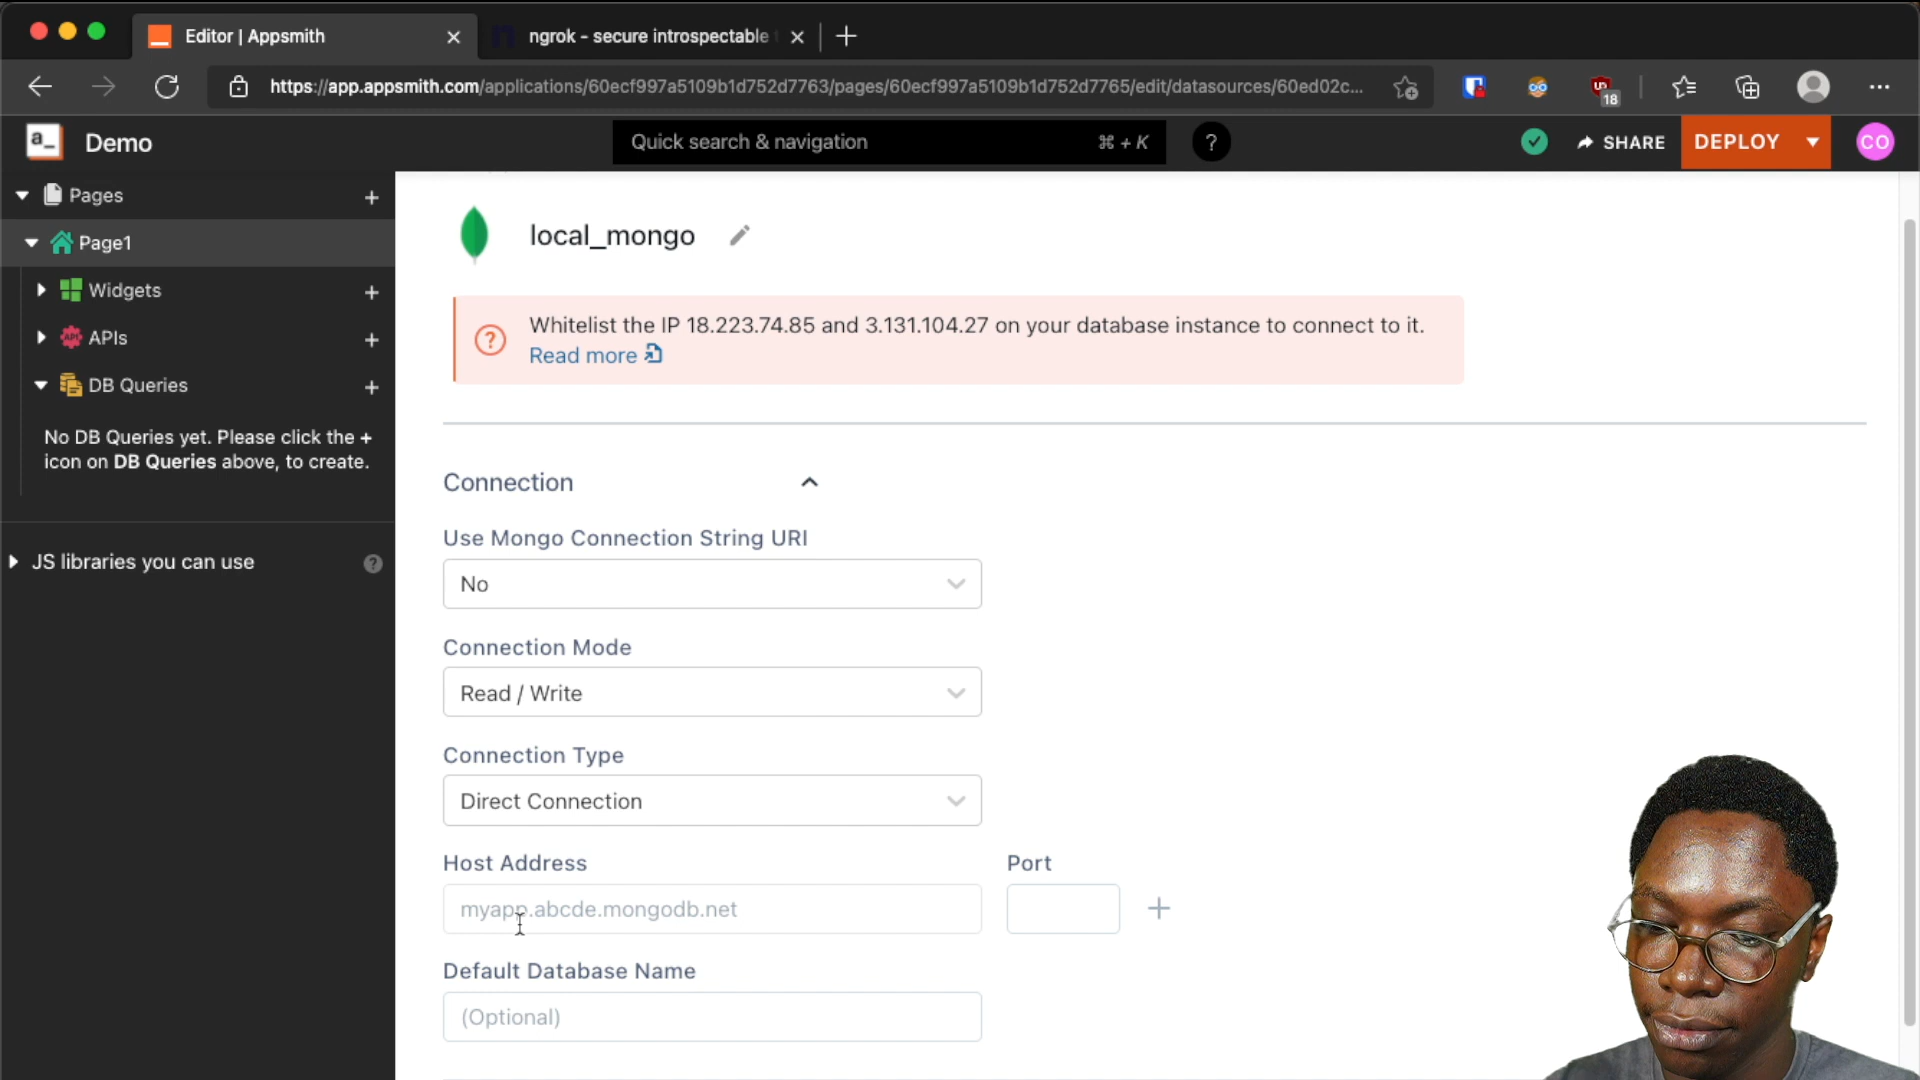 Editor | Appsmith
ngrok - secure introspectable
https://app.appsmith.com/applications/60ecf997a5109b1d752d7763/pages/60ecf997a5109b1d752d7765/edit/datasources/60ed02c...
18
a_
Demo
Quick search & navigation
⌘ + K
?
SHARE
DEPLOY
CO
Pages
Page1
Widgets
APIs
DB Queries
No DB Queries yet. Please click the +
icon on DB Queries above, to create.
JS libraries you can use
?
local_mongo
Whitelist the IP 18.223.74.85 and 3.131.104.27 on your database instance to connect to it.
Read more
Connection
Use Mongo Connection String URI
No
Connection Mode
Read / Write
Connection Type
Direct Connection
Host Address
Port
myapp.abcde.mongodb.net
Default Database Name
(Optional)